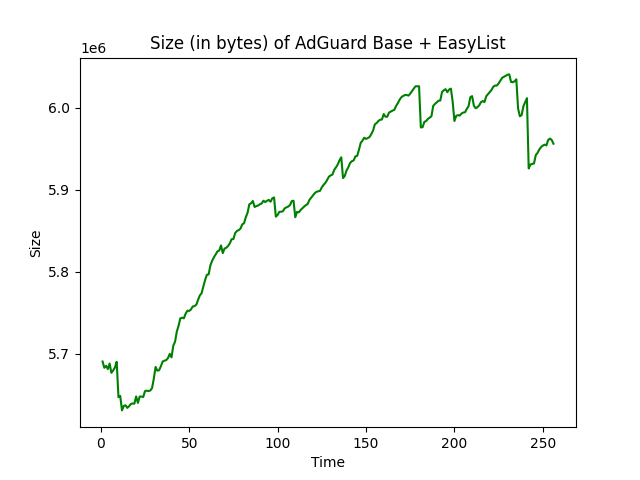 Size (in bytes) of AdGuard Base + EasyList
1e6
6.0
5.9
5.8
5.7
Size
0 50 100 150 200 250
Time